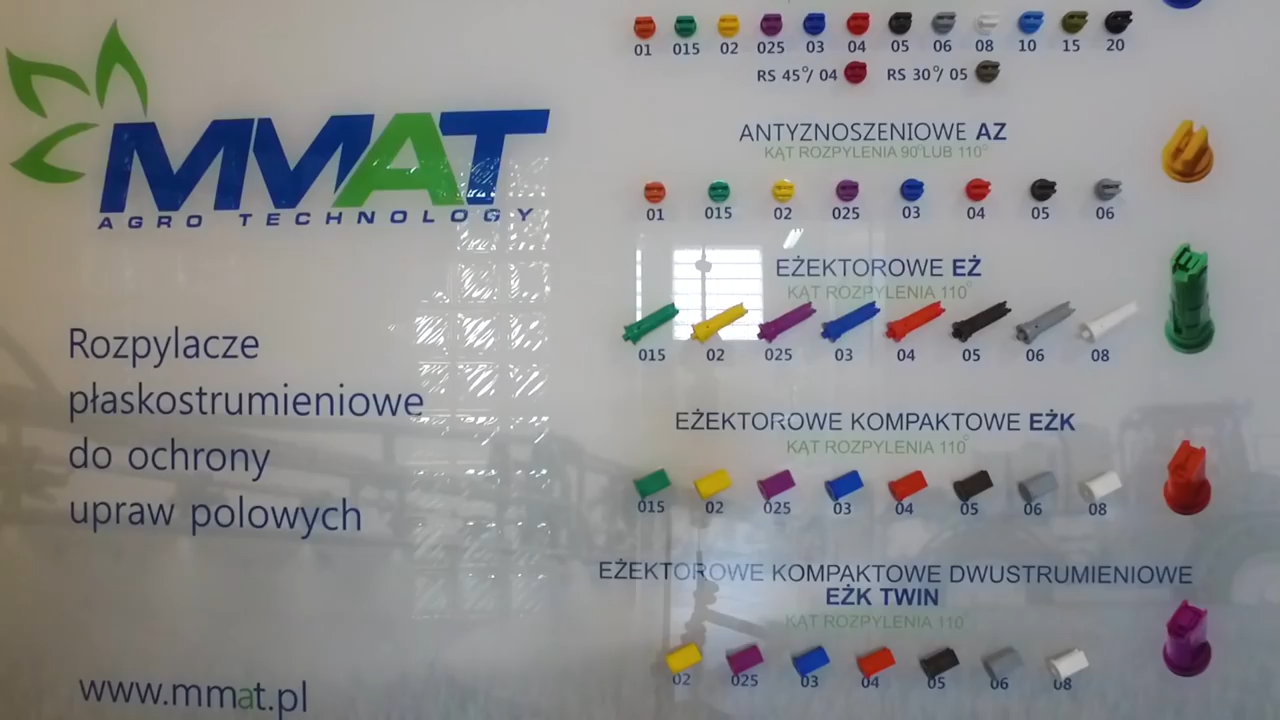 MMAT
AGRO TECHNOLOGY
Rozpylacze
płaskostrumieniowe
do ochrony
upraw polowych
www.mmat.pl
01 015 02 025 03 04 05 06 08 10 15 20
RS 45°/ 04 RS 30°/ 05
ANTYZNOSZENIOWE AZ
KĄT ROZPYLENIA 90°LUB 110°
01 015 02 025 03 04 05 06
EŻEKTOROWE EŻ
KĄT ROZPYLENIA 110°
015 02 025 03 04 05 06 08
EŻEKTOROWE KOMPAKTOWE EŻK
KĄT ROZPYLENIA 110°
015 02 025 03 04 05 06 08
EŻEKTOROWE KOMPAKTOWE DWUSTRUMIENIOWE
EŻK TWIN
KĄT ROZPYLENIA 110°
02 025 03 04 05 06 08